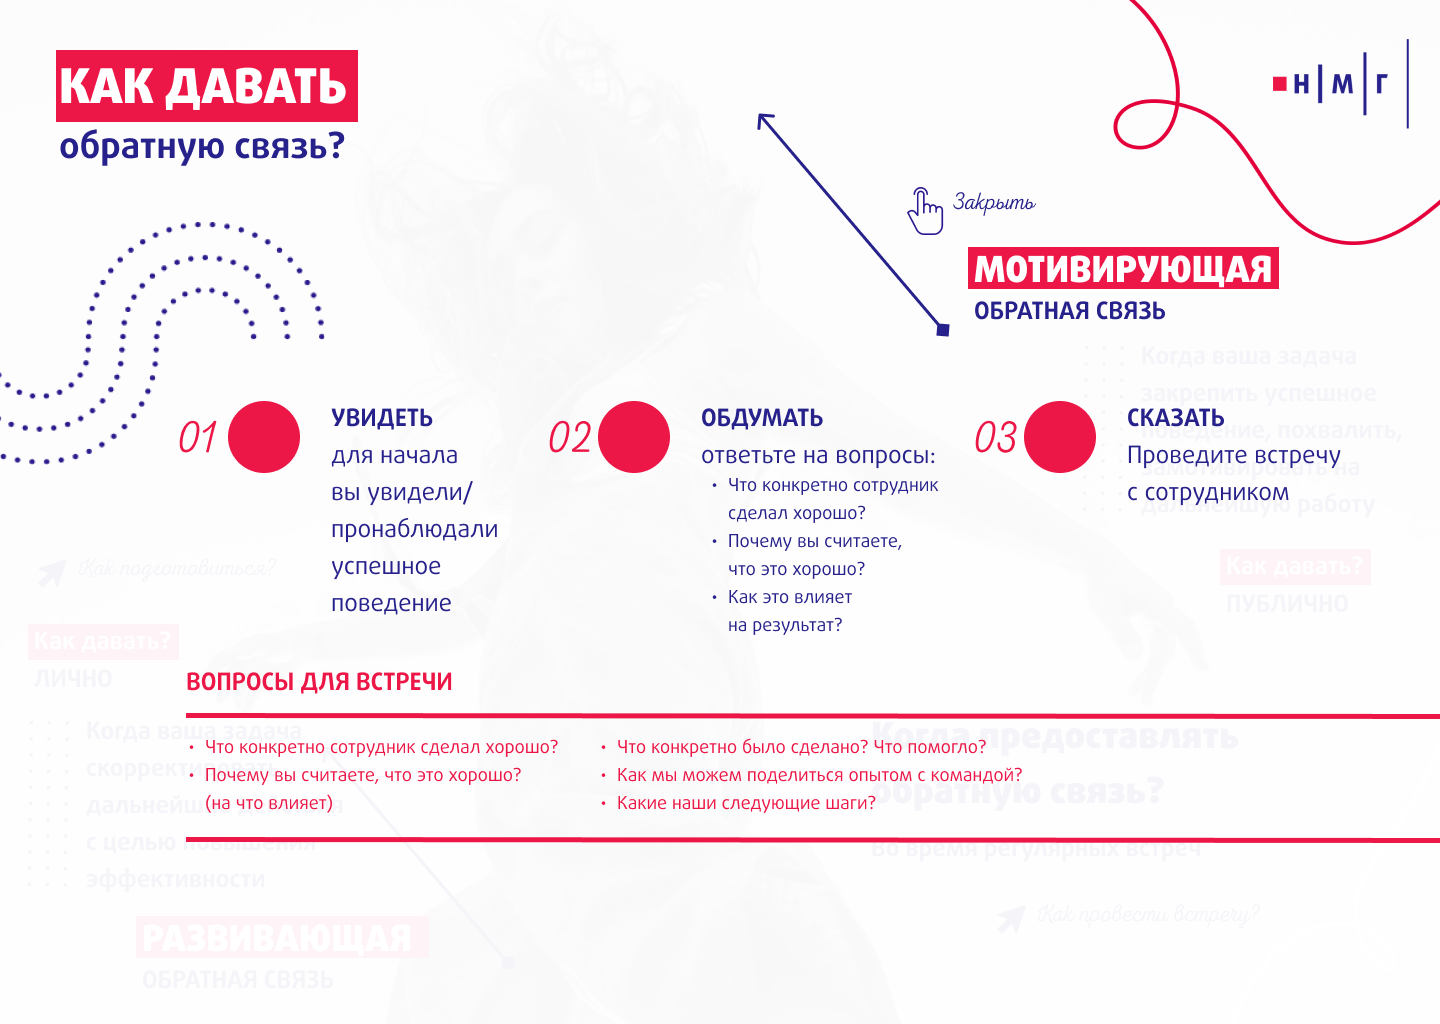 КАК ДАВАТЬ
обратную связь?
Н М Г
Закрыть
МОТИВИРУЮЩАЯ
ОБРАТНАЯ СВЯЗЬ
Когда ваша задача
закрепить успешное
поведение, похвалить,
замотивировать на
дальнейшую работу
01
УВИДЕТЬ
для начала
вы увидели/
пронаблюдали
успешное
поведение
02
ОБДУМАТЬ
ответьте на вопросы:
• Что конкретно сотрудник
сделал хорошо?
• Почему вы считаете,
что это хорошо?
• Как это влияет
на результат?
03
СКАЗАТЬ
Проведите встречу
с сотрудником
Как подготовиться?
Как давать?
ПУБЛИЧНО
Как давать?
ЛИЧНО
ВОПРОСЫ ДЛЯ ВСТРЕЧИ
• Что конкретно сотрудник сделал хорошо?
• Почему вы считаете, что это хорошо?
(на что влияет)
• Что конкретно было сделано? Что помогло?
• Как мы можем поделиться опытом с командой?
• Какие наши следующие шаги?
Когда ваша задача
скорректировать
с целью повышения
эффективности
Когда предоставлять
обратную связь?
Во время регулярных встреч
Как провести встречу?
РАЗВИВАЮЩАЯ
ОБРАТНАЯ СВЯЗЬ